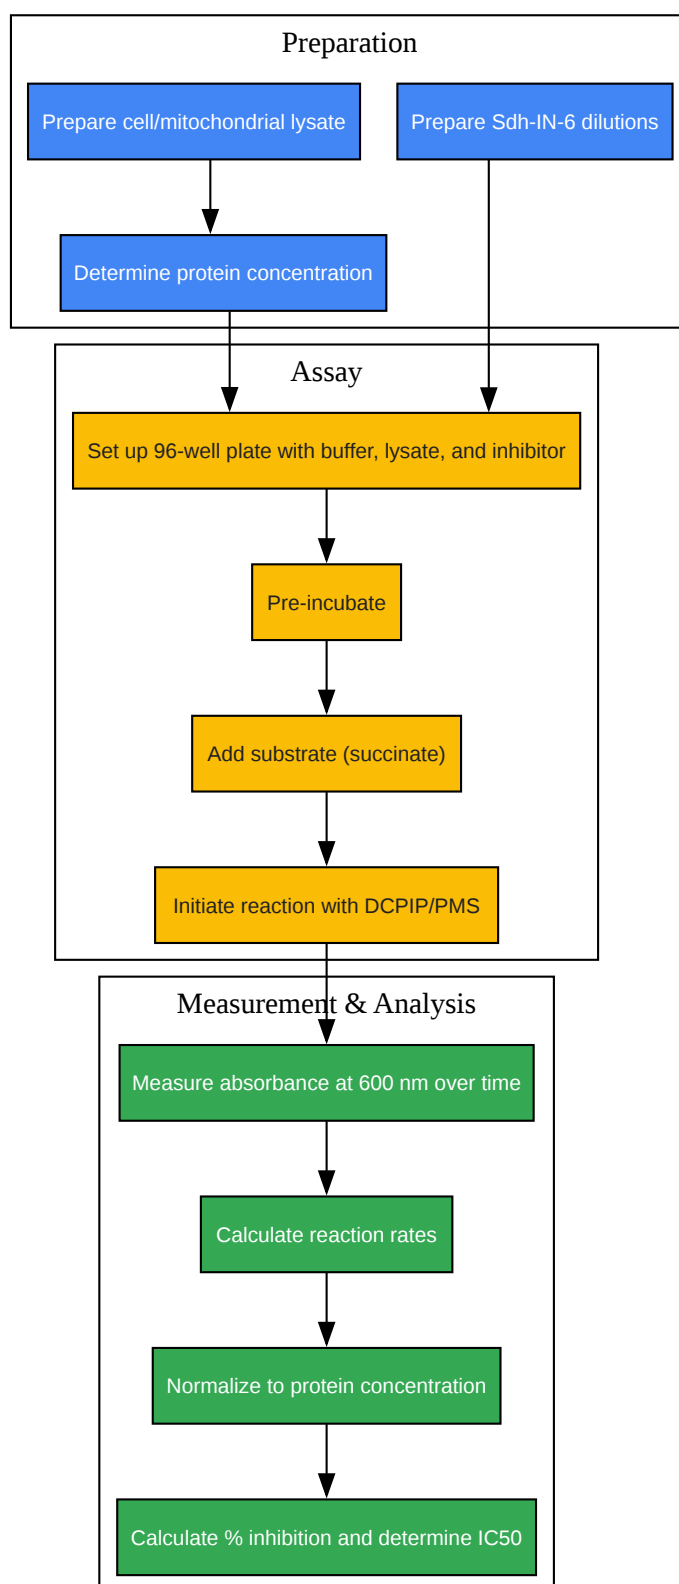 Preparation
Prepare cell/mitochondrial lysate
Prepare Sdh-IN-6 dilutions
Determine protein concentration
Assay
Set up 96-well plate with buffer, lysate, and inhibitor
Pre-incubate
Add substrate (succinate)
Initiate reaction with DCPIP/PMS
Measurement & Analysis
Measure absorbance at 600 nm over time
Calculate reaction rates
Normalize to protein concentration
Calculate % inhibition and determine IC50